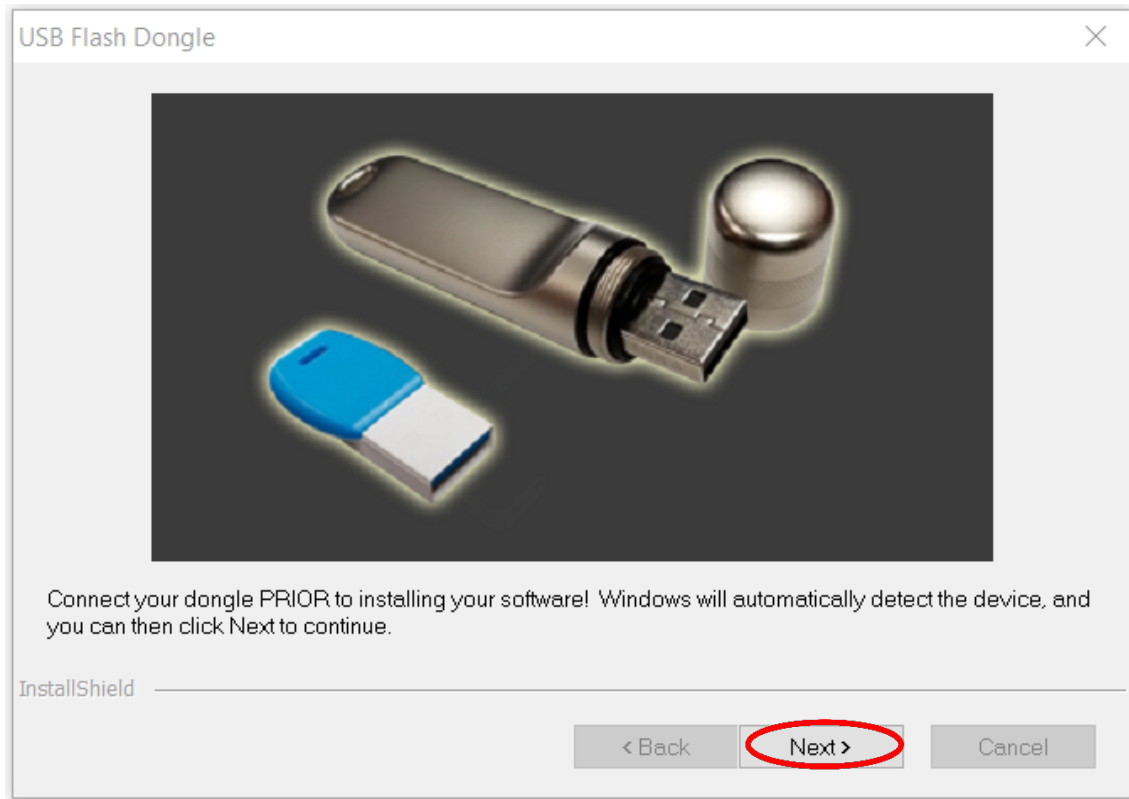 USB Flash Dongle
Connect your dongle PRIOR to installing your software! Windows will automatically detect the device, and
you can then click Next to continue.
InstallShield
< Back
Next >
Cancel